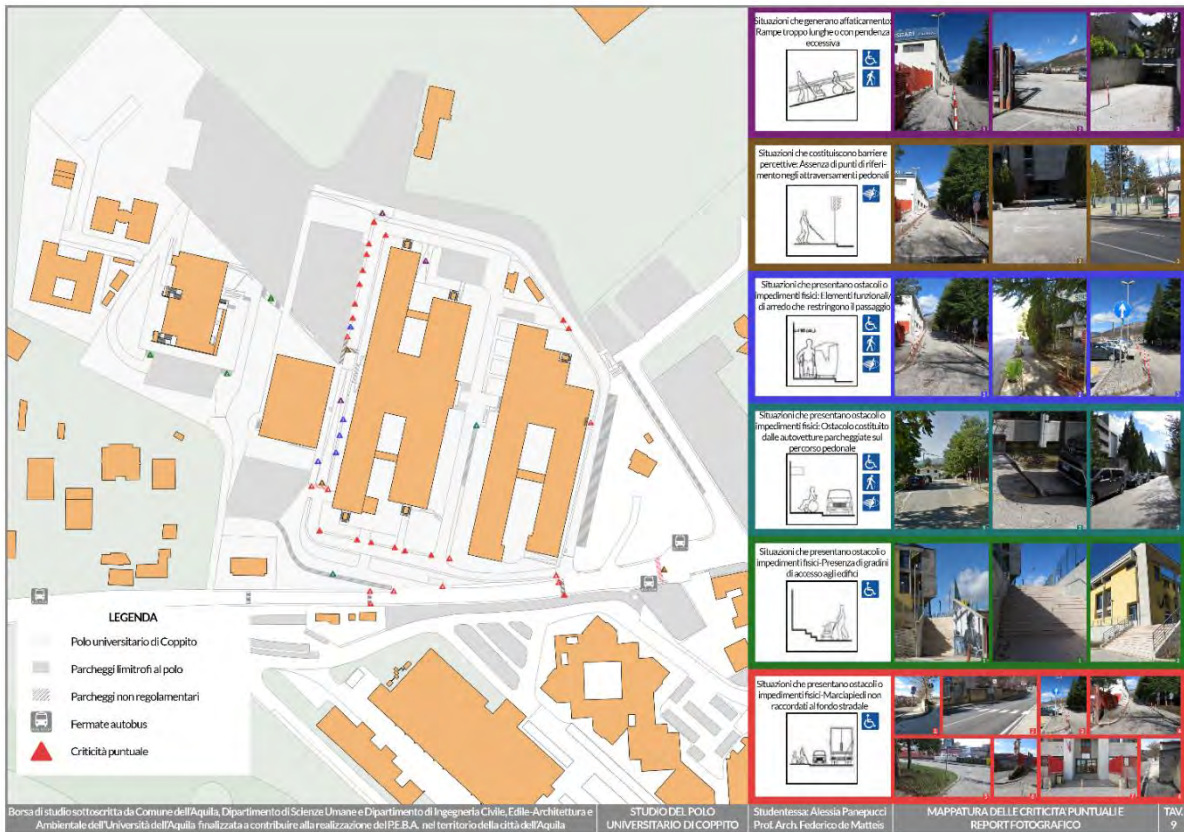 LEGENDA
Polo universitario di Coppito
Parcheggi limitrofi al polo
Parcheggi non regolamentari
Fermate autobus
Criticità puntuale
Situazioni che generano affaticamento:
Rampe troppo lunghe o con pendenza
eccessiva
Situazioni che costituiscono barriere
percettive: Assenza di punti di riferi-
mento negli attraversamenti pedonali
Situazioni che presentano ostacoli o
impedimenti fisici: Elementi funzionali/
di arredo che restringono il passaggio
Situazioni che presentano ostacoli o
impedimenti fisici: Ostacolo costituito
dalle autovetture parcheggiate sul
percorso pedonale
Situazioni che presentano ostacoli o
impedimenti fisici-Presenza di gradini
di accesso agli edifici
Situazioni che presentano ostacoli o
impedimenti fisici-Marciapiedi non
raccordati al fondo stradale
Borsa di studio sottoscritta da Comune dell'Aquila, Dipartimento di Scienze Umane e Dipartimento di Ingegneria Civile, Edile-Architettura e
Ambientale dell'Università dell'Aquila finalizzata a contribuire alla realizzazione del P.E.B.A. nel territorio della città dell'Aquila
STUDIO DEL POLO
UNIVERSITARIO DI COPPITO
Studentessa: Alessia Panepucci
Prof. Arch. Federico de Matteis
MAPPATURA DELLE CRITICITA PUNTUALI E
REPORT FOTOGRAFICO
TAV.
9